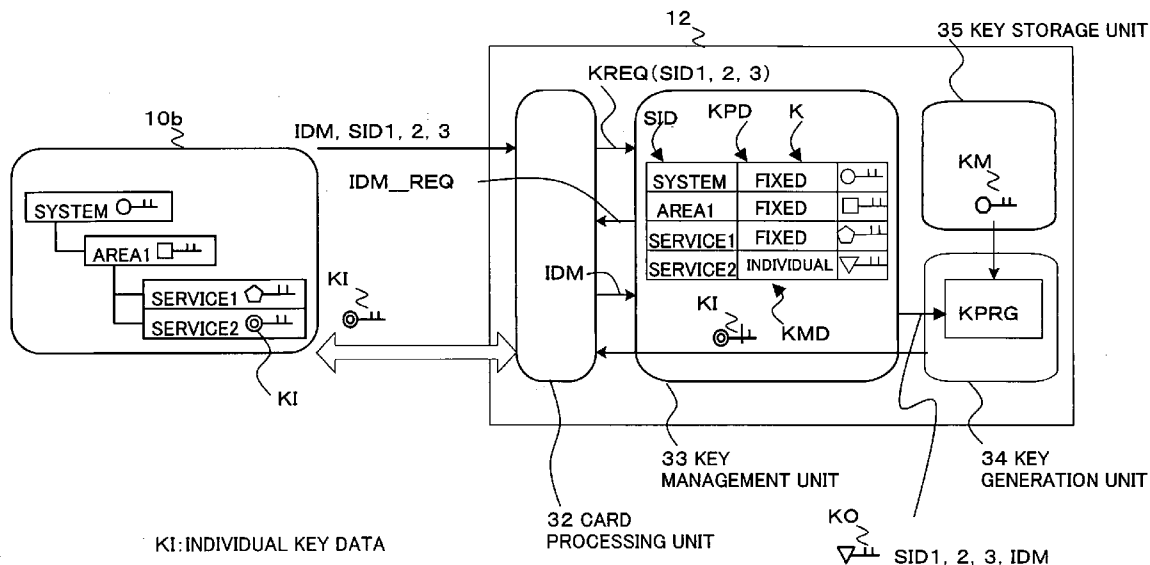 12
35 KEY STORAGE UNIT
KREQ(SID1, 2, 3)
10b
IDM, SID1, 2, 3
SID
KPD
K
KM
IDM__REQ
SYSTEM
SYSTEM FIXED
AREA1 FIXED
SERVICE1 FIXED
SERVICE2 INDIVIDUAL
AREA1
IDM
KI
KI
KPRG
SERVICE1
SERVICE2
KMD
KI
33 KEY
MANAGEMENT UNIT
34 KEY
GENERATION UNIT
32 CARD
PROCESSING UNIT
KO
KI:INDIVIDUAL KEY DATA
SID1, 2, 3, IDM